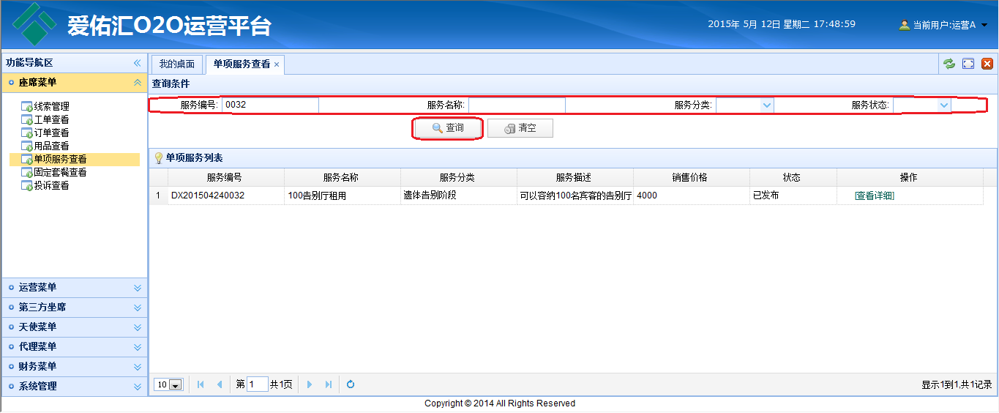 爱佑汇O2O运营平台
2015年 5月 12日 星期二 17:48:59
当前用户:运营A
功能导航区
座席菜单
线索管理
工单查看
订单查看
用品查看
单项服务查看
固定套餐查看
投诉查看
运营菜单
第三方坐席
天使菜单
代理菜单
财务菜单
系统管理
我的桌面 单项服务查看 ×
查询条件
服务编号: 0032 服务名称: 服务分类: 服务状态:
查询 清空
单项服务列表
服务编号 服务名称 服务分类 服务描述 销售价格 状态 操作
1 DX201504240032 100告别厅租用 遗体告别阶段 可以容纳100名宾客的告别厅 4000 已发布 [查看详细]
10 第 1 共1页 显示1到1,共1记录
Copyright © 2014 All Rights Reserved